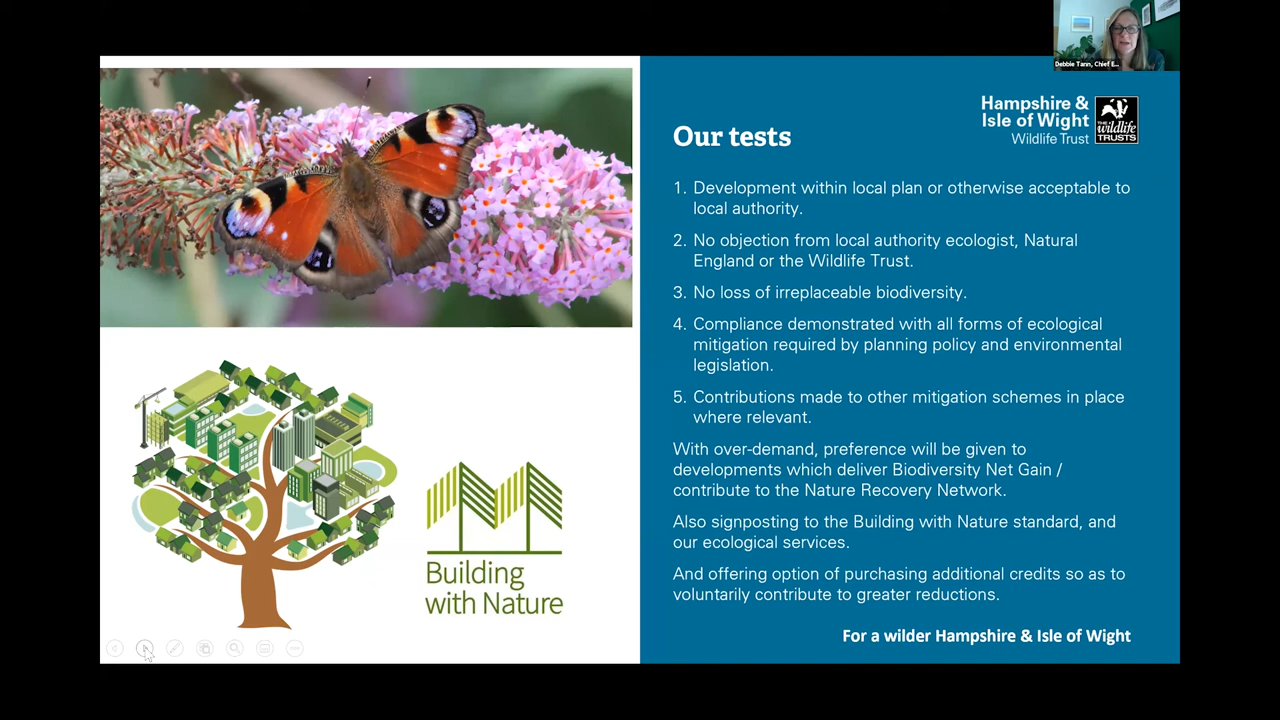 Debbie Tann, Chief E...
Hampshire &
Isle of Wight
Wildlife Trust
THE
wildlife
TRUSTS
Our tests
1. Development within local plan or otherwise acceptable to
local authority.
2. No objection from local authority ecologist, Natural
England or the Wildlife Trust.
3. No loss of irreplaceable biodiversity.
4. Compliance demonstrated with all forms of ecological
mitigation required by planning policy and environmental
legislation.
5. Contributions made to other mitigation schemes in place
where relevant.
With over-demand, preference will be given to
developments which deliver Biodiversity Net Gain /
contribute to the Nature Recovery Network.
Also signposting to the Building with Nature standard, and
our ecological services.
And offering option of purchasing additional credits so as to
voluntarily contribute to greater reductions.
For a wilder Hampshire & Isle of Wight
Building
with Nature